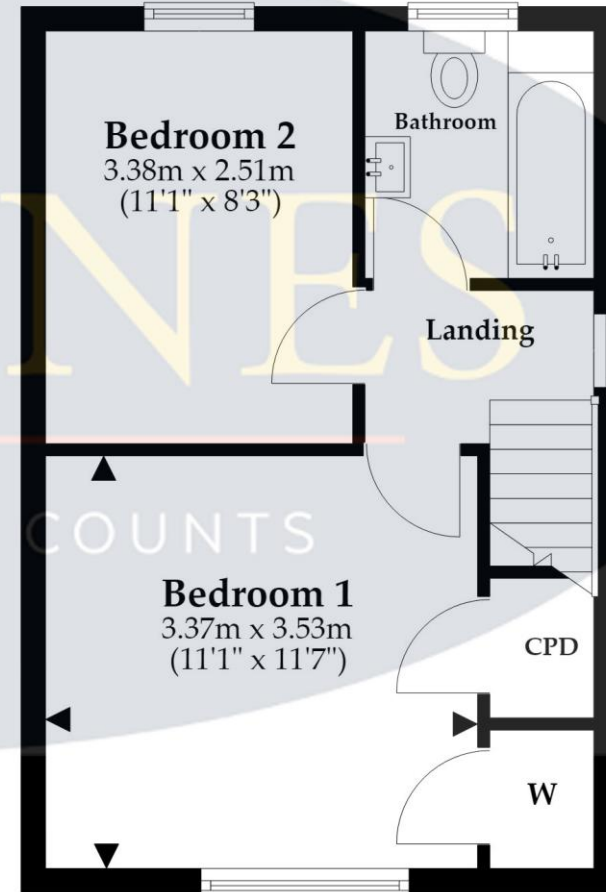 Bedroom 2
3.38m x 2.51m
(11'1" x 8'3")
Bathroom
NES
Landing
COUNTS
Bedroom 1
3.37m x 3.53m
(11'1" x 11'7")
CPD
W